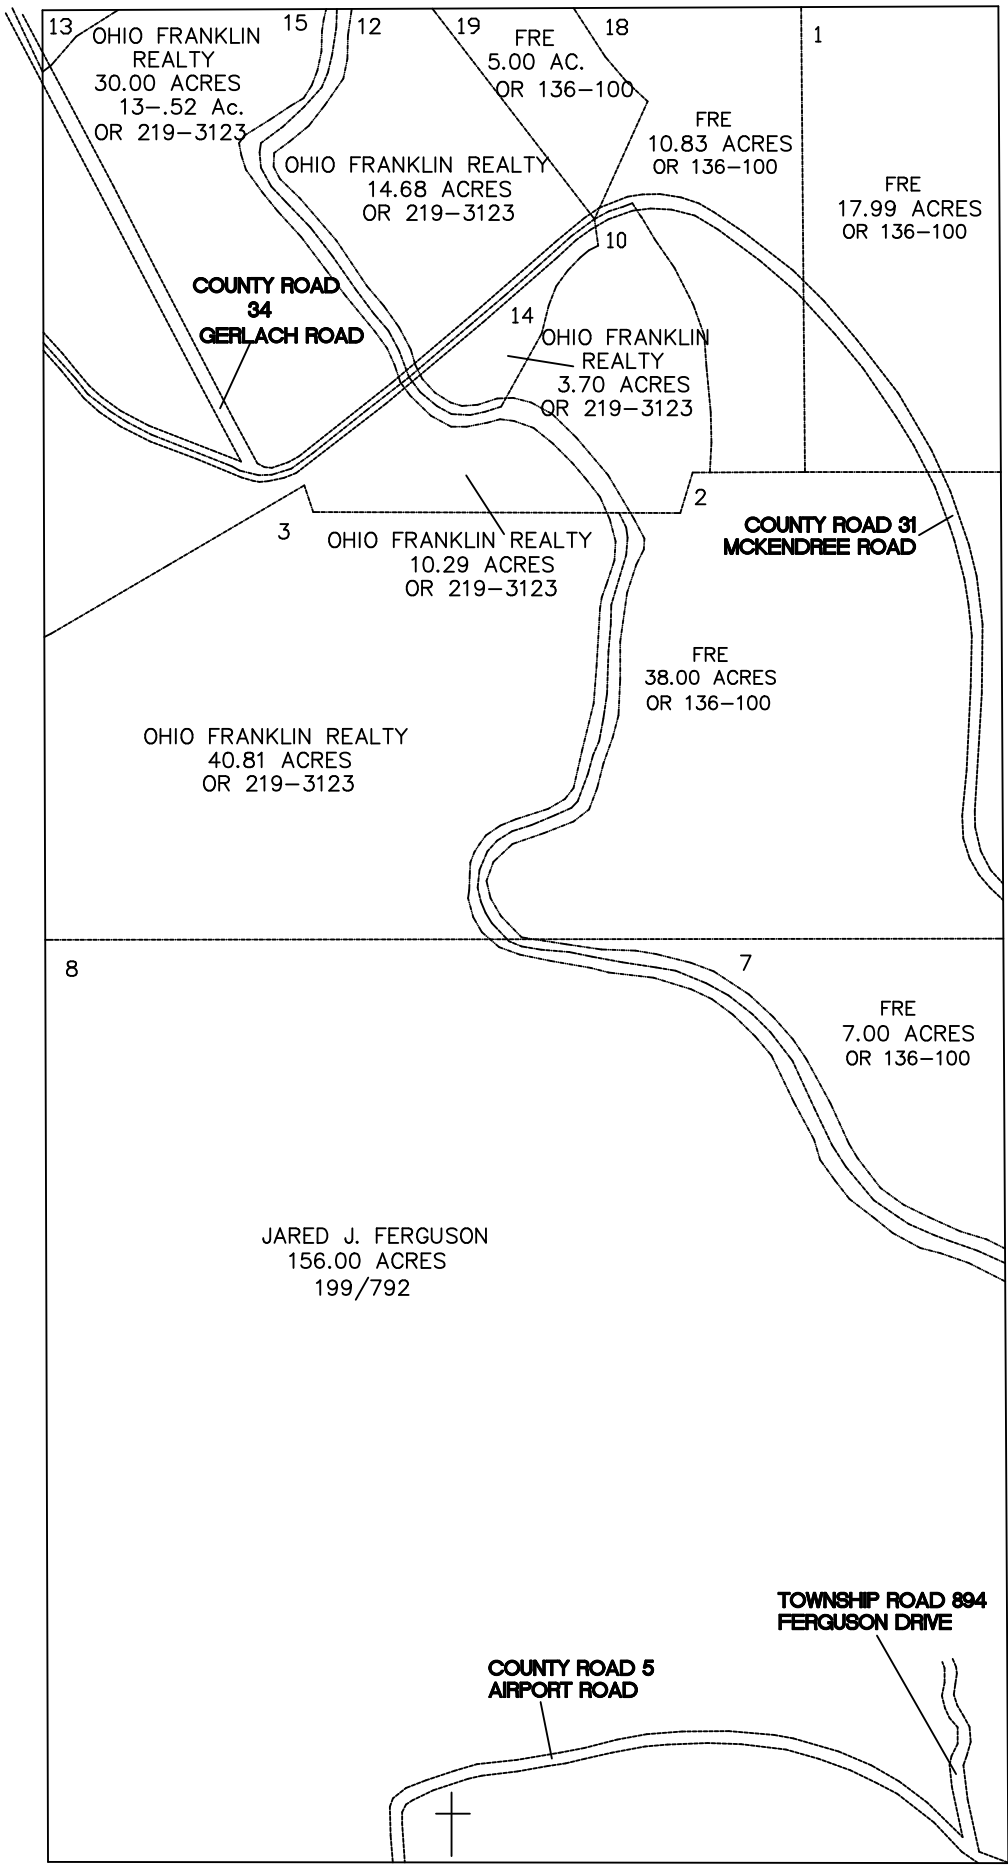 13
OHIO FRANKLIN
REALTY
30.00 ACRES
13-.52 Ac.
OR 219-3123
15
12
19
FRE
5.00 AC.
OR 136-100
18
1
FRE
10.83 ACRES
OR 136-100
OHIO FRANKLIN REALTY
14.68 ACRES
OR 219-3123
FRE
17.99 ACRES
OR 136-100
10
COUNTY ROAD
34
GERLACH ROAD
14
OHIO FRANKLIN
REALTY
3.70 ACRES
OR 219-3123
2
3
OHIO FRANKLIN REALTY
10.29 ACRES
OR 219-3123
COUNTY ROAD 31
MCKENDREE ROAD
FRE
38.00 ACRES
OR 136-100
OHIO FRANKLIN REALTY
40.81 ACRES
OR 219-3123
8
7
FRE
7.00 ACRES
OR 136-100
JARED J. FERGUSON
156.00 ACRES
199/792
TOWNSHIP ROAD 894
FERGUSON DRIVE
COUNTY ROAD 5
AIRPORT ROAD